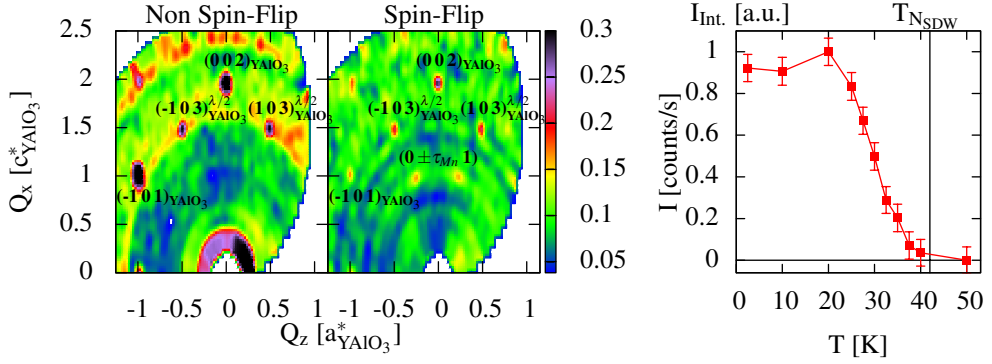 Non Spin-Flip
Spin-Flip
Q_x [c*_YAlO3]
2.5
2
1.5
1
0.5
0
(0 0 2)_YAlO3
(-1 0 3)^λ/2_YAlO3
(1 0 3)^λ/2_YAlO3
(-1 0 1)_YAlO3
(0 0 2)_YAlO3
(-1 0 3)^λ/2_YAlO3
(1 0 3)^λ/2_YAlO3
(0 ± τ_Mn 1)
(-1 0 1)_YAlO3
-1 -0.5 0 0.5 1
-1 -0.5 0 0.5 1
Q_z [a*_YAlO3]
0.3
0.25
0.2
0.15
0.1
0.05
I_Int. [a.u.]
T_N_SDW
I [counts/s]
1
0.8
0.6
0.4
0.2
0
0 10 20 30 40 50
T [K]